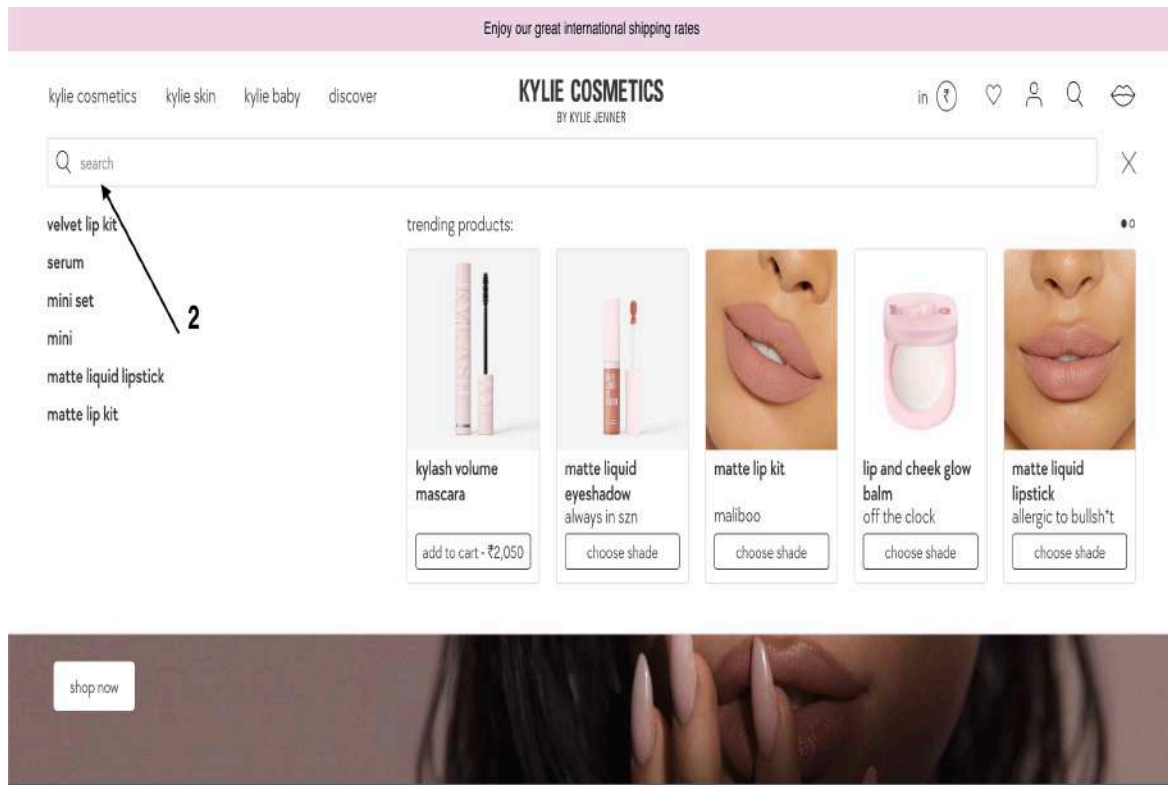 Enjoy our great international shipping rates
kylie cosmetics kylie skin kylie baby discover
KYLIE COSMETICS
BY KYLIE JENNER
in ₹
search
velvet lip kit
serum
mini set
mini
matte liquid lipstick
matte lip kit
2
trending products:
kylash volume
mascara
add to cart - ₹2,050
matte liquid
eyeshadow
always in szn
choose shade
matte lip kit
maliboo
choose shade
lip and cheek glow
balm
off the clock
choose shade
matte liquid
lipstick
allergic to bullsh*t
choose shade
shop now